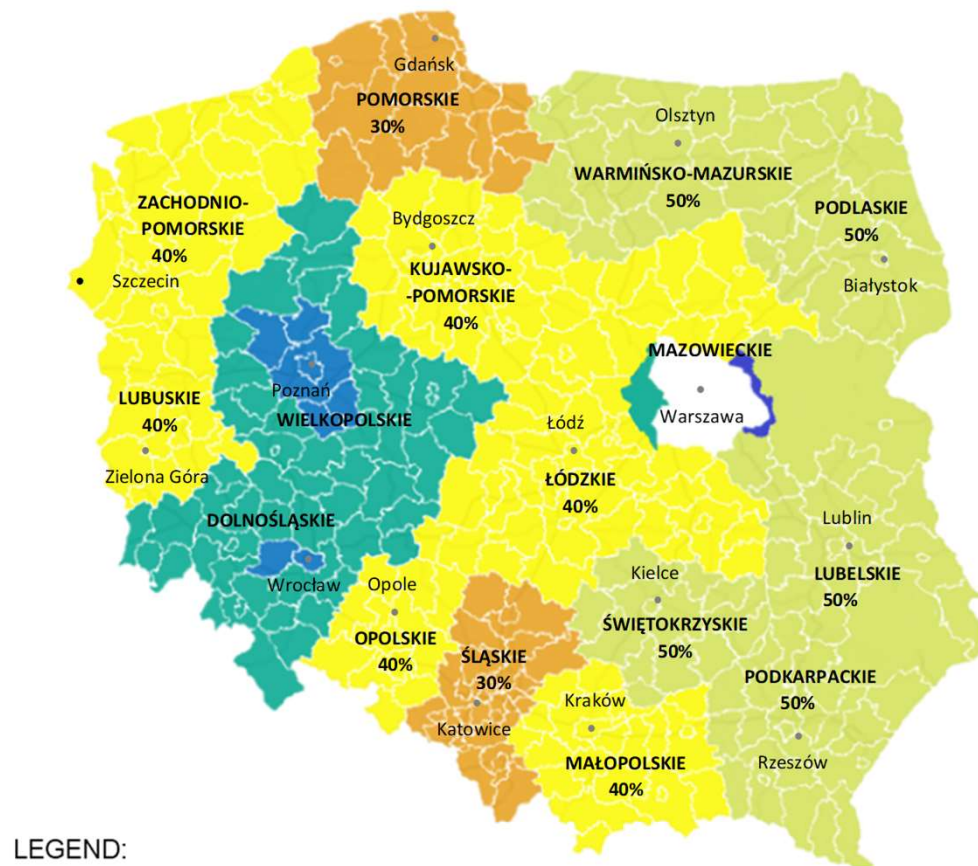 Gdańsk
POMORSKIE
30%
Olsztyn
WARMIŃSKO-MAZURSKIE
50%
ZACHODNIO-
POMORSKIE
40%
Szczecin
Bydgoszcz
KUJAWSKO-
-POMORSKIE
40%
PODLASKIE
50%
Białystok
MAZOWIECKIE
Warszawa
LUBUSKIE
40%
Zielona Góra
Poznań
WIELKOPOLSKIE
Łódź
ŁÓDZKIE
40%
DOLNOŚLĄSKIE
Wrocław
Lublin
LUBELSKIE
50%
Opole
OPOLSKIE
40%
Kielce
ŚWIĘTOKRZYSKIE
50%
ŚLĄSKIE
30%
Katowice
Kraków
MAŁOPOLSKIE
40%
PODKARPACKIE
50%
Rzeszów
LEGEND: